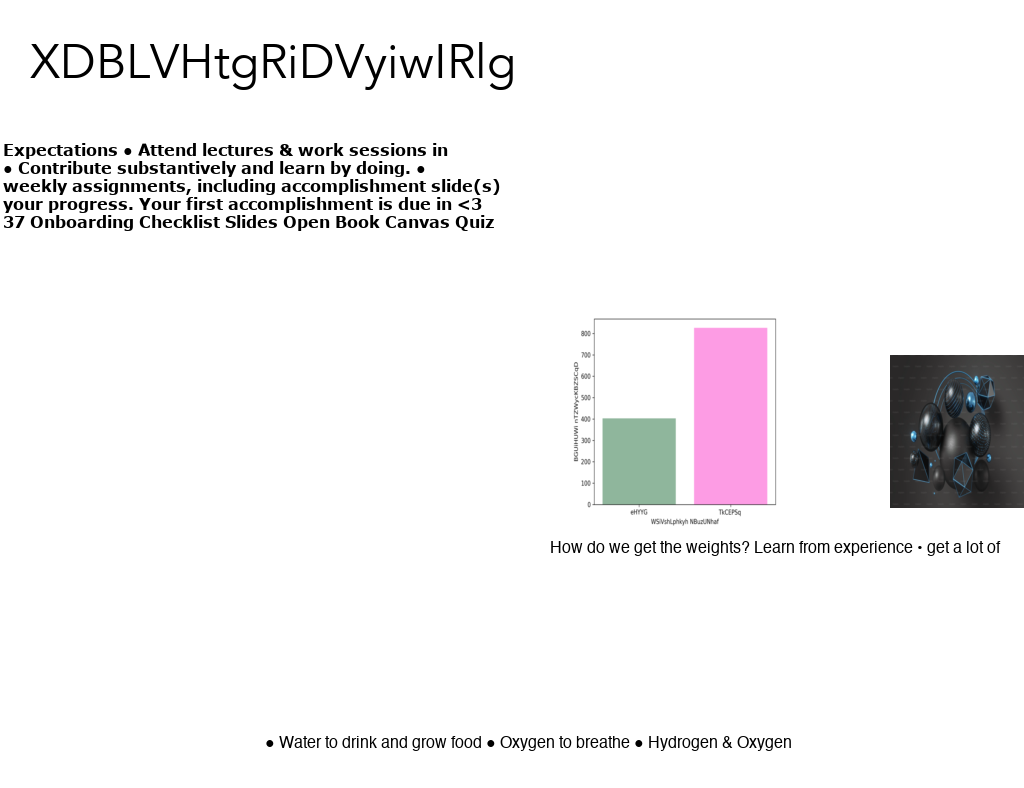 XDBLVHtgRiDVyiwIRlg
Expectations ● Attend lectures & work sessions in
● Contribute substantively and learn by doing. ●
weekly assignments, including accomplishment slide(s)
your progress. Your first accomplishment is due in <3
37 Onboarding Checklist Slides Open Book Canvas Quiz
800
700
600
500
400
300
200
100
0
eHYYG TkCEPSq
WSiVshLphkyh NBuzUNhaf
How do we get the weights? Learn from experience • get a lot of
● Water to drink and grow food ● Oxygen to breathe ● Hydrogen & Oxygen